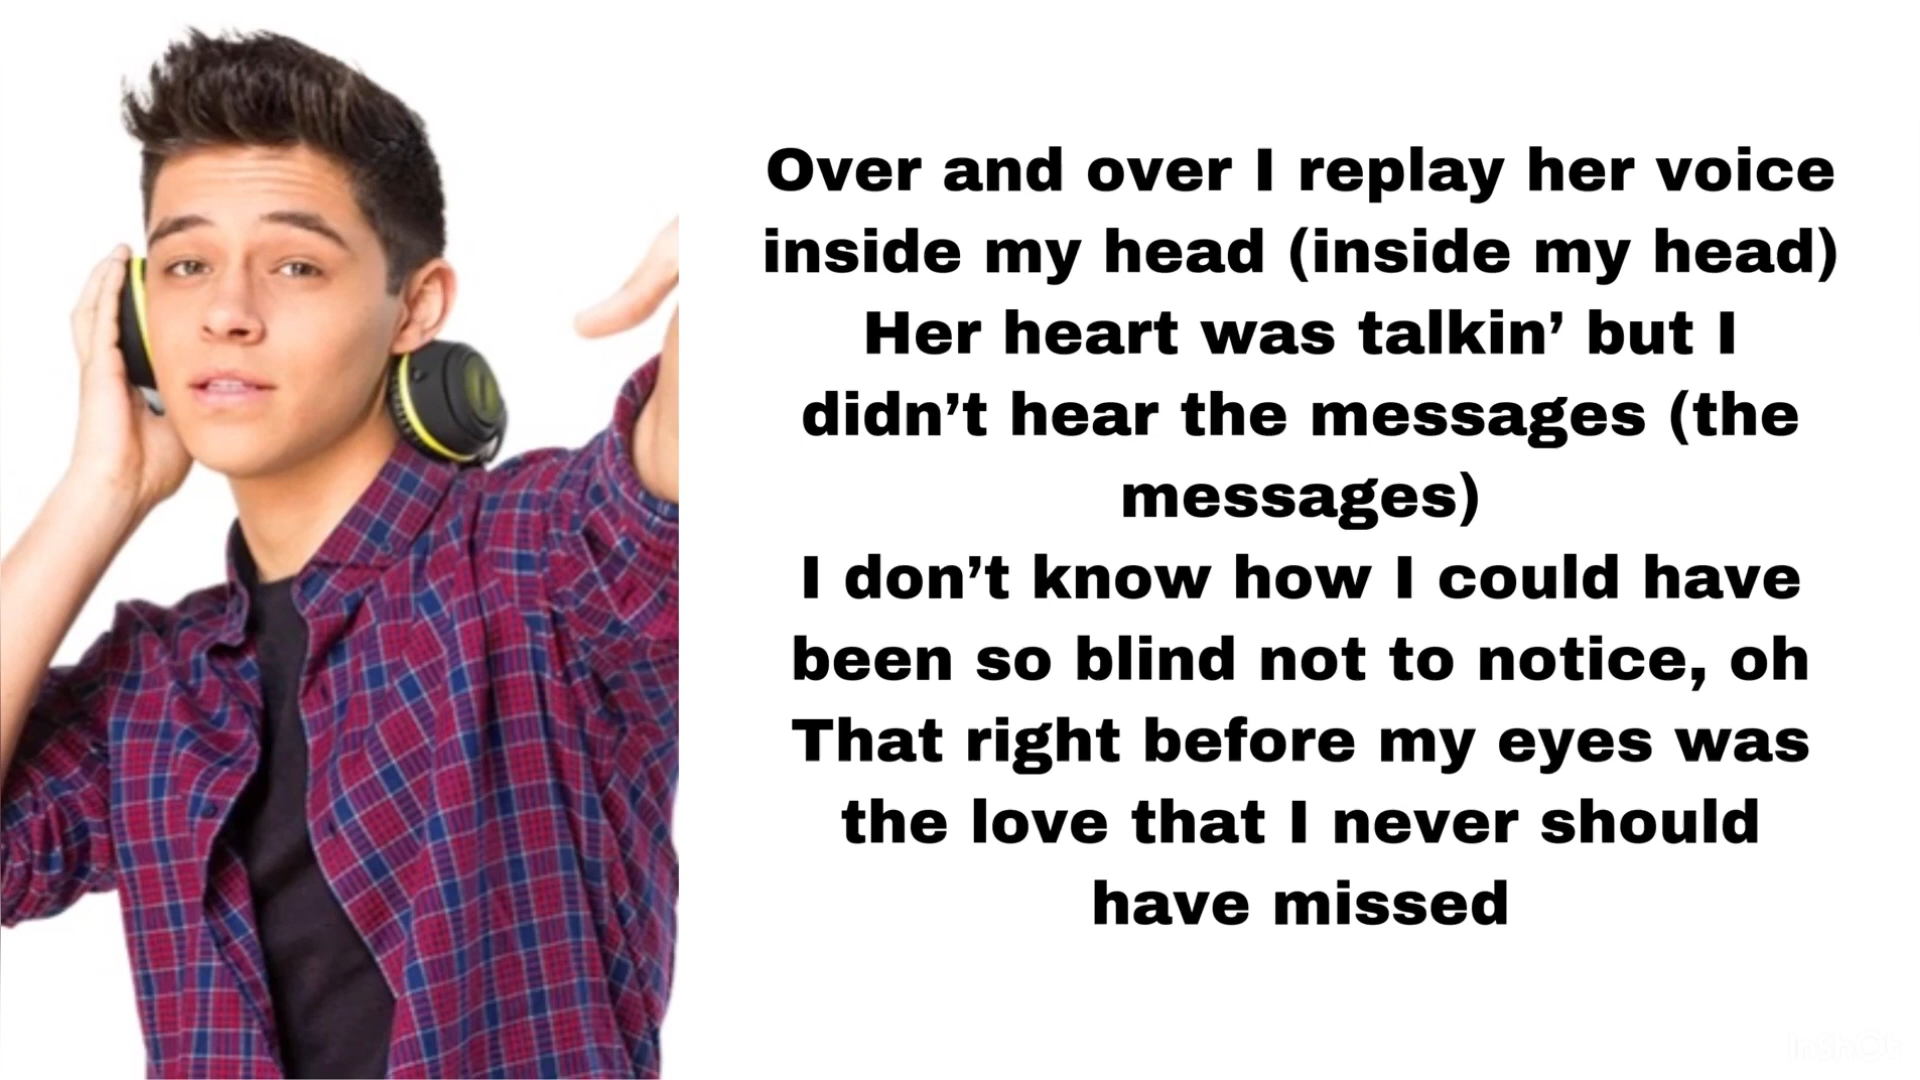 Over and over I replay her voice
inside my head (inside my head)
Her heart was talkin’ but I
didn’t hear the messages (the
messages)
I don’t know how I could have
been so blind not to notice, oh
That right before my eyes was
the love that I never should
have missed